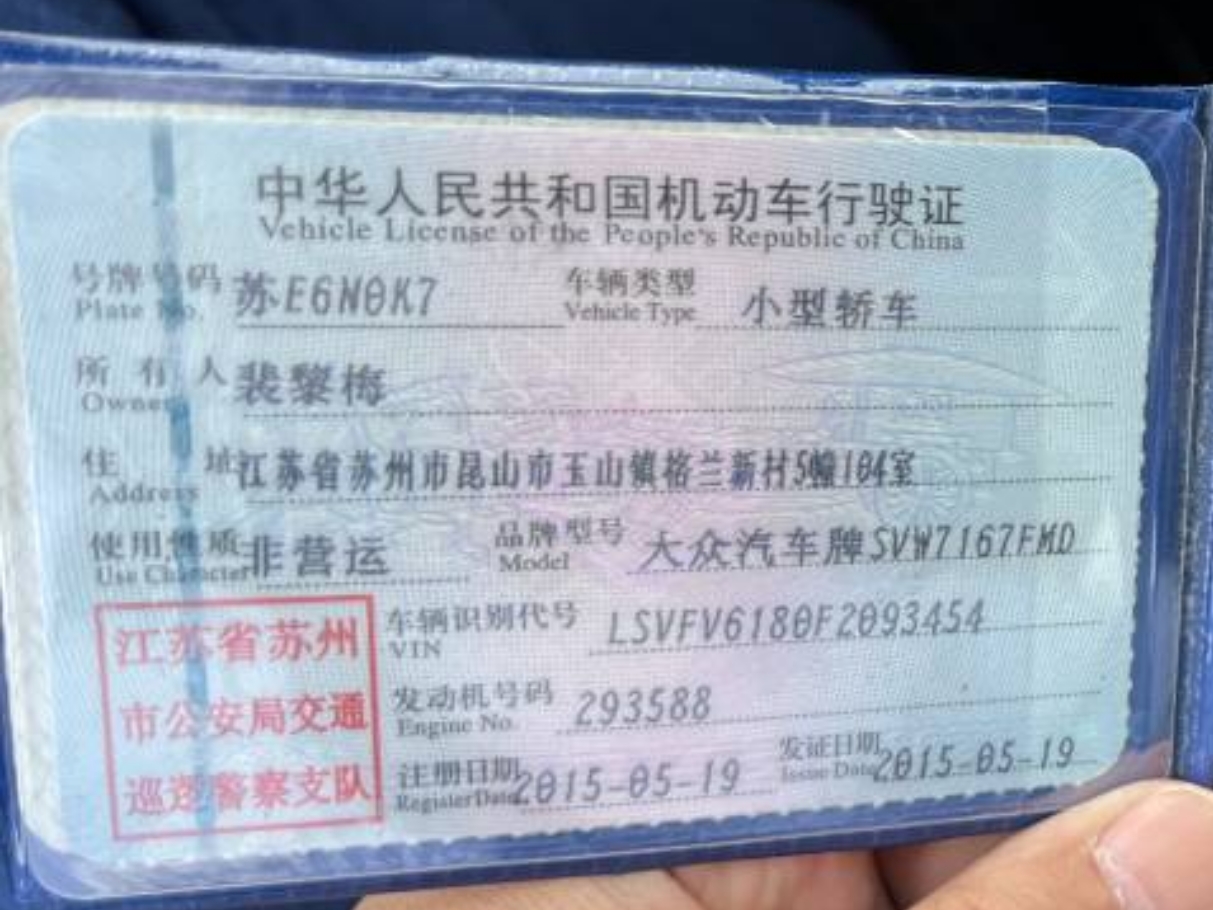 中华人民共和国机动车行驶证
Vehicle License of the People's Republic of China
号牌号码 苏E6N0K7 车辆类型 小型轿车
Plate No. Vehicle Type
所有人 裴黎梅
Owner
住址 江苏省苏州市昆山市玉山镇格兰新村5幢104室
Address
使用性质 非营运 品牌型号 大众汽车牌SVW7167FMD
Use Character Model
江苏省苏州
市公安局交通
巡逻警察支队
车辆识别代号 LSVFV6180F2093454
VIN
发动机号码 293588
Engine No.
注册日期 2015-05-19 发证日期 2015-05-19
Register Date Issue Date